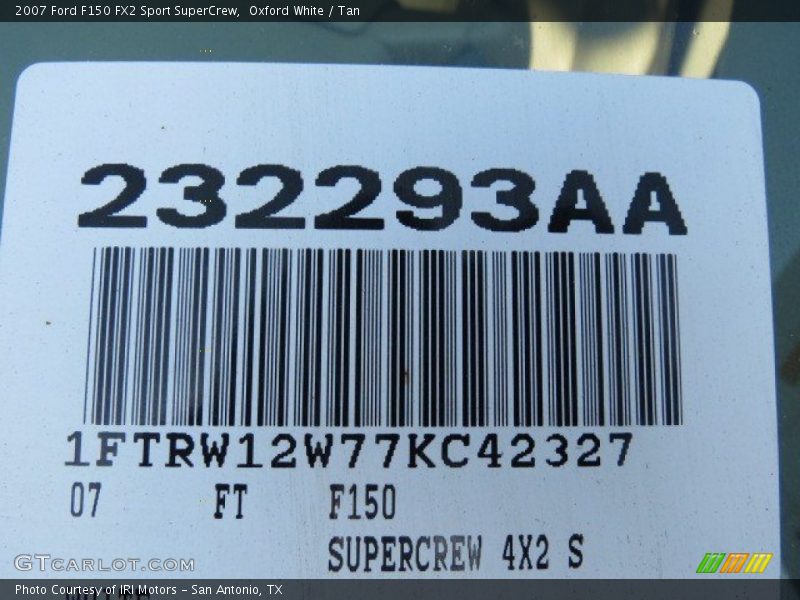 2007 Ford F150 FX2 Sport SuperCrew,  Oxford White / Tan
232293AA
1FTRW12W77KC42327
07 FT F150
SUPERCREW 4X2 S
GTCARLOT.COM
Photo Courtesy of IRI Motors – San Antonio, TX